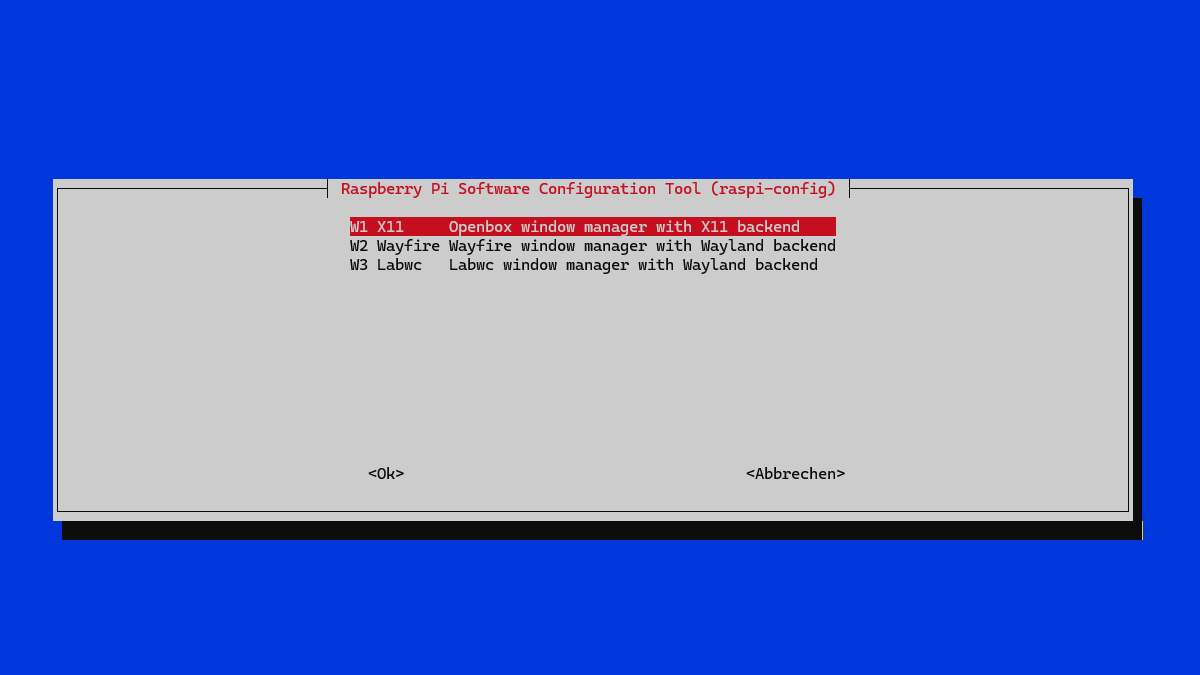 Raspberry Pi Software Configuration Tool (raspi-config)
W1 X11 Openbox window manager with X11 backend
W2 Wayfire Wayfire window manager with Wayland backend
W3 Labwc Labwc window manager with Wayland backend
<Ok> <Abbrechen>